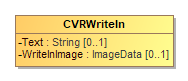 CVRWriteIn
-Text : String [0..1]
-WriteInImage : ImageData [0..1]